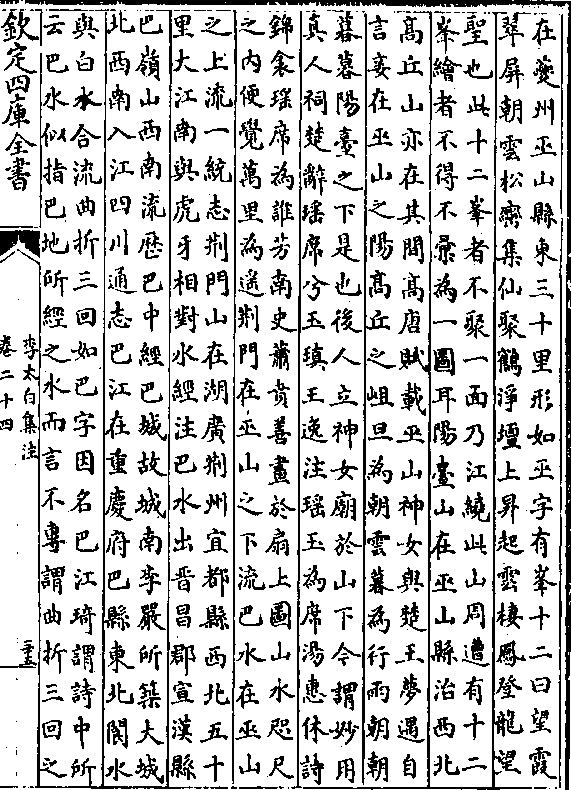 在夔州巫山縣東三十里形如巫字有峯十二曰望霞
翠屏朝雲松巒集仙聚鶴淨壇上昇起雲棲鳳登龍望
聖也此十二峯者不聚一面乃江繞此山周遭有十二
峯繪者不得不彚為一圖耳陽臺山在巫山縣治西北
髙丘山亦在其間髙唐賦載巫山神女與楚王夢遇自
言妾在巫山之陽髙丘之岨旦為朝雲暮為行雨朝朝
暮暮陽臺之下是也後人立神女廟於山下今謂妙用
真人祠楚辭瑶席兮玉瑱王逸注瑶玉為席湯惠休詩
錦衾瑶席為誰芳南史蕭賁善畫於扇上圖山水咫尺
之内便覺萬里為遥荆門在巫山之下流巴水在巫山
之上流一統志荆門山在湖廣荆州宜都縣西北五十
里大江南與虎牙相對水經注巴水出晉昌郡宣漢縣
巴嶺山西南流歴巴中經巴城故城南李嚴所築大城
北西南入江四川通志巴江在重慶府巴縣東北閬水
與白水合流曲折三回如巴字因名巴江琦謂詩中所
云巴水似指巴地所經之水而言不專謂曲折三回之
欽定四庫全書
李太白集注
卷二十四